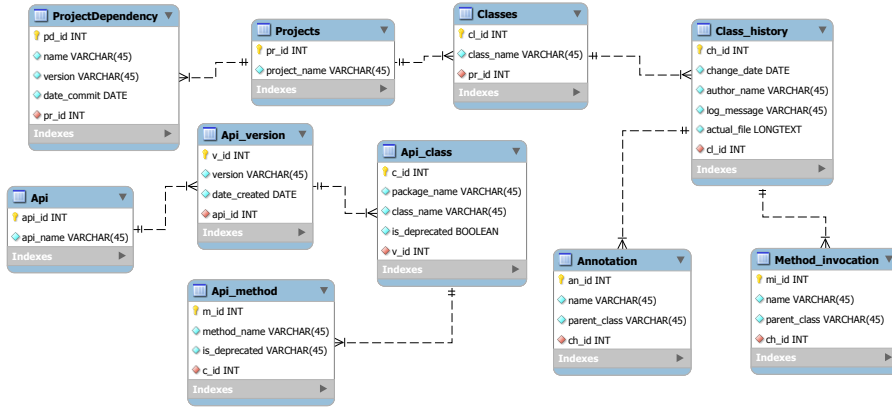 ProjectDependency
pd_id INT
name VARCHAR(45)
version VARCHAR(45)
date_commit DATE
pr_id INT
Indexes
Projects
pr_id INT
project_name VARCHAR(45)
Indexes
Classes
cl_id INT
class_name VARCHAR(45)
pr_id INT
Indexes
Class_history
ch_id INT
change_date DATE
author_name VARCHAR(45)
log_message VARCHAR(45)
actual_file LONGTEXT
cl_id INT
Indexes
Api
api_id INT
api_name VARCHAR(45)
Indexes
Api_version
v_id INT
version VARCHAR(45)
date_created DATE
api_id INT
Indexes
Api_class
c_id INT
package_name VARCHAR(45)
class_name VARCHAR(45)
is_deprecated BOOLEAN
v_id INT
Indexes
Api_method
m_id INT
method_name VARCHAR(45)
is_deprecated VARCHAR(45)
c_id INT
Indexes
Annotation
an_id INT
name VARCHAR(45)
parent_class VARCHAR(45)
ch_id INT
Indexes
Method_invocation
mi_id INT
name VARCHAR(45)
parent_class VARCHAR(45)
ch_id INT
Indexes